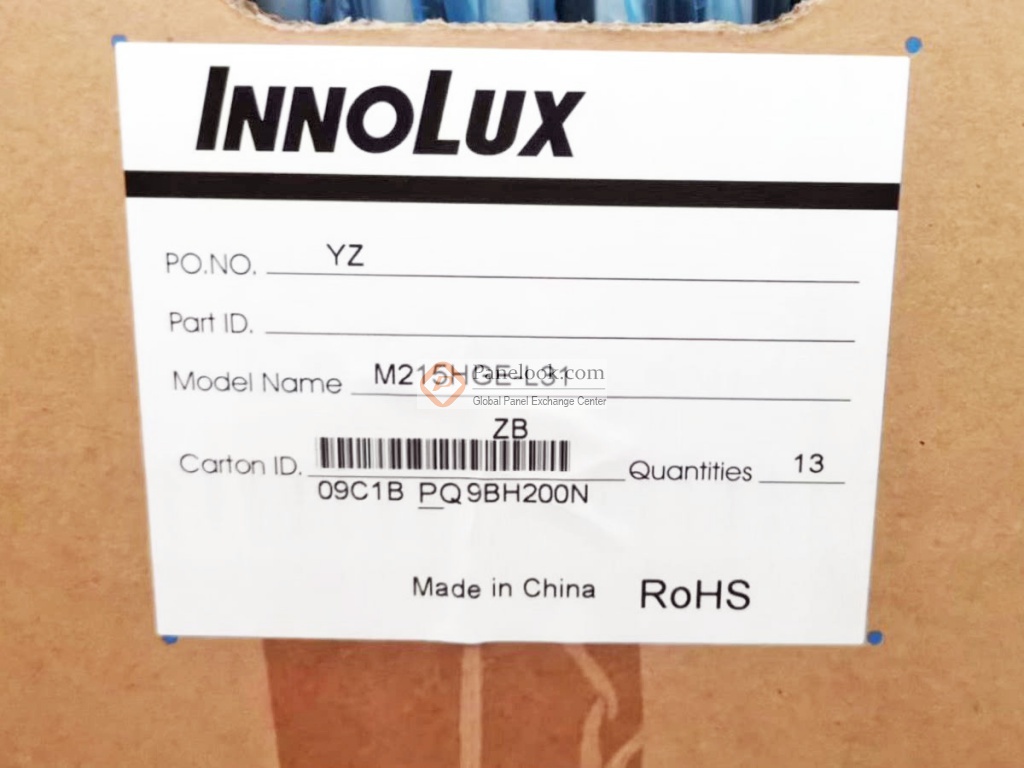 INNOLUX
PO.NO. YZ
Part ID.
Model Name M215HGE-L31
Panelook.com
Global Panel Exchange Center
ZB
Carton ID. Quantities 13
09C1B PQ9BH200N
Made in China RoHS